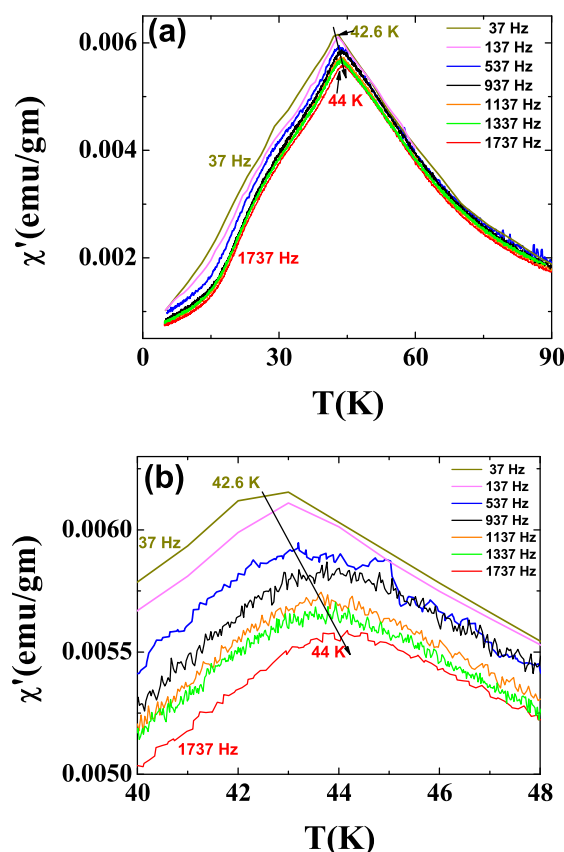 (a)
42.6 K
37 Hz
137 Hz
537 Hz
937 Hz
1137 Hz
1337 Hz
1737 Hz
44 K
37 Hz
1737 Hz
χ'(emu/gm)
0.006
0.004
0.002
0 30 60 90
T(K)
(b)
42.6 K
37 Hz
137 Hz
537 Hz
937 Hz
1137 Hz
1337 Hz
1737 Hz
37 Hz
44 K
1737 Hz
χ'(emu/gm)
0.0060
0.0055
0.0050
40 42 44 46 48
T(K)